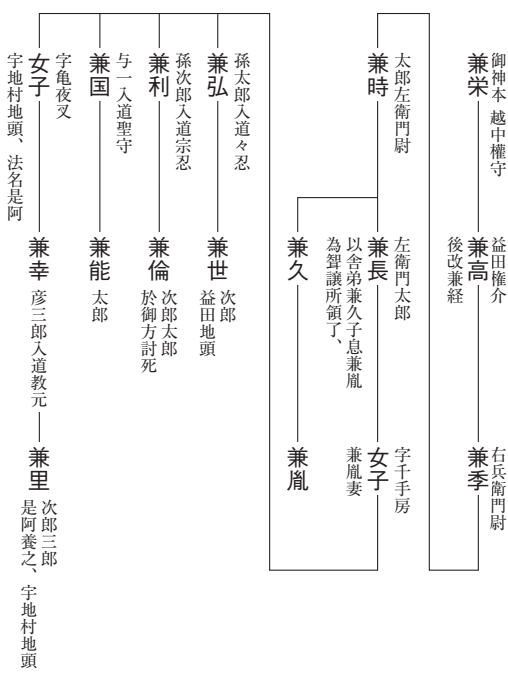 御神本 越中權守
兼栄
益田権介
兼高
後改兼経
右兵衛門尉
兼季
太郎左衛門尉
兼時
左衛門太郎
兼長
以舎弟兼久子息兼胤
為聟譲所領了、
字千手房
女子
兼胤妻
兼久
兼胤
孫太郎入道々忍
兼弘
次郎
兼世
益田地頭
孫次郎入道宗忍
兼利
次郎太郎
兼倫
於御方討死
与一入道聖守
兼国
兼能
太郎
字亀夜叉
女子
宇地村地頭、法名是阿
兼幸
彦三郎入道教元
兼里
次郎三郎
是阿養之、宇地村地頭